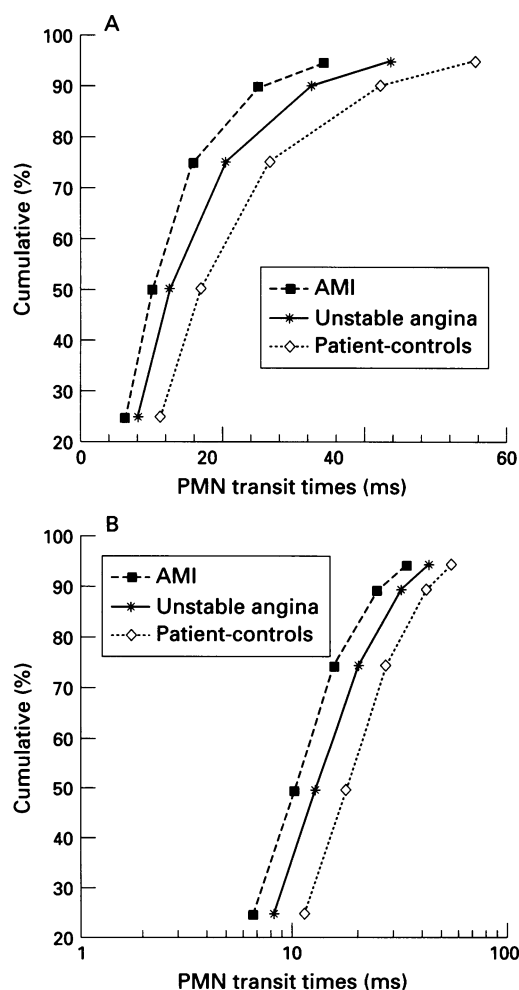 A
100
90
80
70
60
50
40
30
20
Cumulative (%)
AMI
Unstable angina
Patient-controls
0 20 40 60
PMN transit times (ms)
B
100
90
80
70
60
50
40
30
20
Cumulative (%)
AMI
Unstable angina
Patient-controls
1 10 100
PMN transit times (ms)